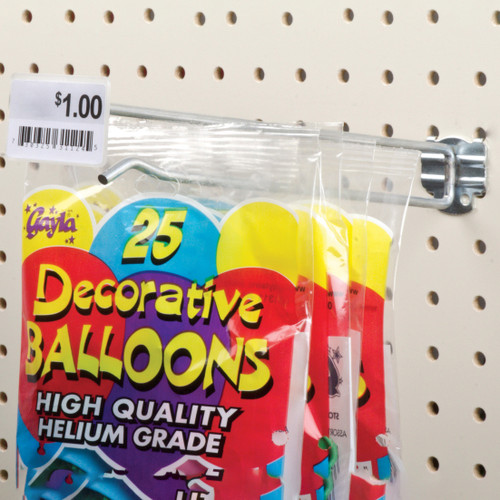 $1.00
Gayla
25
Decorative
BALLOONS
HIGH QUALITY
HELIUM GRADE